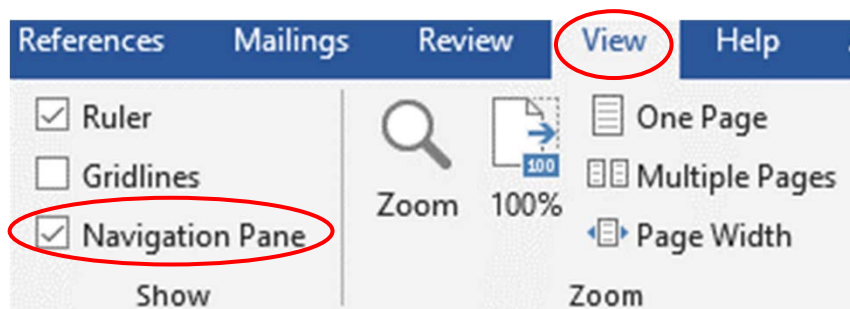 References Mailings Review View Help
Ruler
Gridlines
Navigation Pane
Show
Zoom
100
100%
One Page
Multiple Pages
Page Width
Zoom